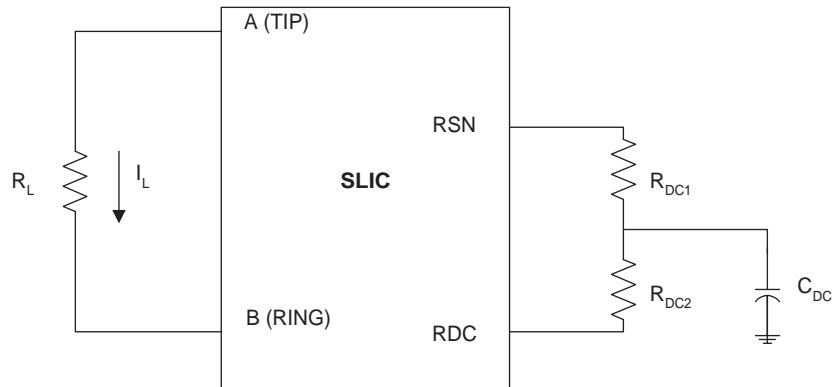 A (TIP)
RSN
R_L
I_L
SLIC
R_DC1
B (RING)
RDC
R_DC2
C_DC